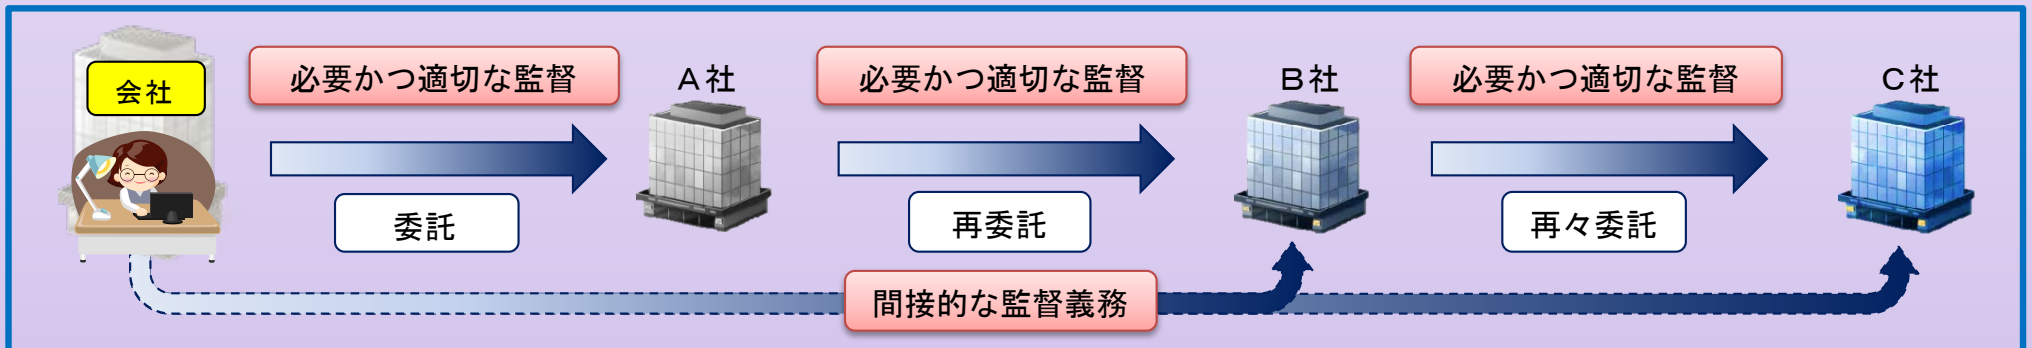 会社
必要かつ適切な監督
A社
必要かつ適切な監督
B社
必要かつ適切な監督
C社
委託
再委託
再々委託
間接的な監督義務